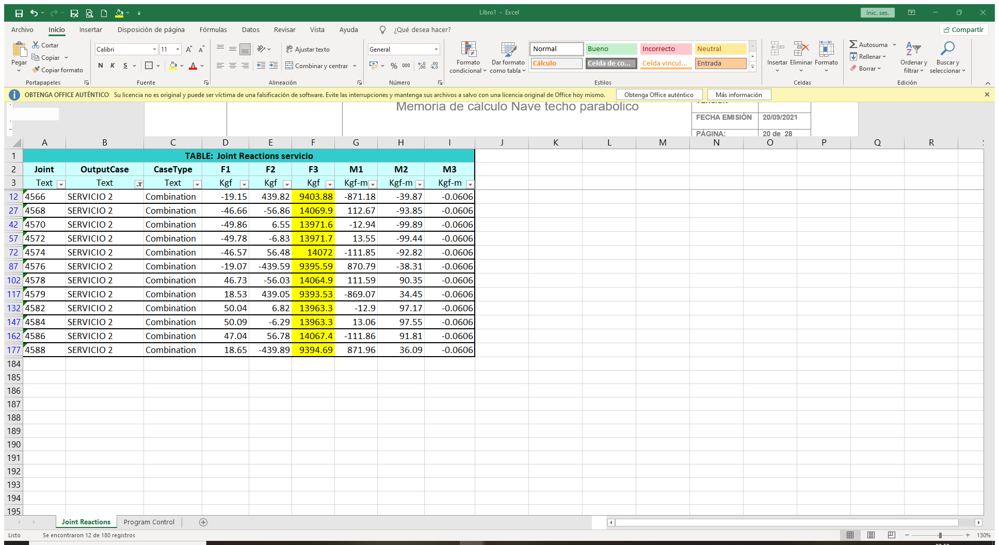 Libro1 - Excel
Inic. ses.
Archivo Inicio Insertar Disposición de página Fórmulas Datos Revisar Vista Ayuda ¿Qué desea hacer? Compartir
Pegar
Cortar
Copiar
Copiar formato
Portapapeles
Calibri 11
N K S
Fuente
Ajustar texto
Combinar y centrar
Alineación
General
% 000
Número
Formato condicional
Dar formato como tabla
Normal Bueno Incorrecto Neutral
Cálculo Celda de co... Celda vincul... Entrada
Estilos
Insertar Eliminar Formato
Celdas
Autosuma
Rellenar
Borrar
Ordenar y filtrar
Buscar y seleccionar
Edición
OBTENGA OFFICE AUTÉNTICO Su licencia no es original y puede ser víctima de una falsificación de software. Evite las interrupciones y mantenga sus archivos a salvo con una licencia original de Office hoy mismo. Obtenga Office auténtico Más información
Memoria de cálculo Nave techo parabólico
FECHA EMISIÓN 20/09/2021
PÁGINA: 20 de 28
A B C D E F G H I J K L M N O P Q R
1 TABLE: Joint Reactions servicio
2 Joint OutputCase CaseType F1 F2 F3 M1 M2 M3
3 Text Text Text Kgf Kgf Kgf Kgf-m Kgf-m Kgf-m
12 4566 SERVICIO 2 Combination -19.15 439.82 9403.88 -871.18 -39.87 -0.0606
27 4568 SERVICIO 2 Combination -46.66 -56.86 14069.9 112.67 -93.85 -0.0606
42 4570 SERVICIO 2 Combination -49.86 6.55 13971.6 -12.94 -99.89 -0.0606
57 4572 SERVICIO 2 Combination -49.78 -6.83 13971.7 13.55 -99.44 -0.0606
72 4574 SERVICIO 2 Combination -46.57 56.48 14072 -111.85 -92.82 -0.0606
87 4576 SERVICIO 2 Combination -19.07 -439.59 9395.59 870.79 -38.31 -0.0606
102 4578 SERVICIO 2 Combination 46.73 -56.03 14064.9 111.59 90.35 -0.0606
117 4579 SERVICIO 2 Combination 18.53 439.05 9393.53 -869.07 34.45 -0.0606
132 4582 SERVICIO 2 Combination 50.04 6.82 13963.3 -12.9 97.17 -0.0606
147 4584 SERVICIO 2 Combination 50.09 -6.29 13963.3 13.06 97.55 -0.0606
162 4586 SERVICIO 2 Combination 47.04 56.78 14067.4 -111.86 91.81 -0.0606
177 4588 SERVICIO 2 Combination 18.65 -439.89 9394.69 871.96 36.09 -0.0606
184
185
186
187
188
189
190
191
192
193
194
195
Joint Reactions Program Control
Listo Se encontraron 12 de 180 registros 130%